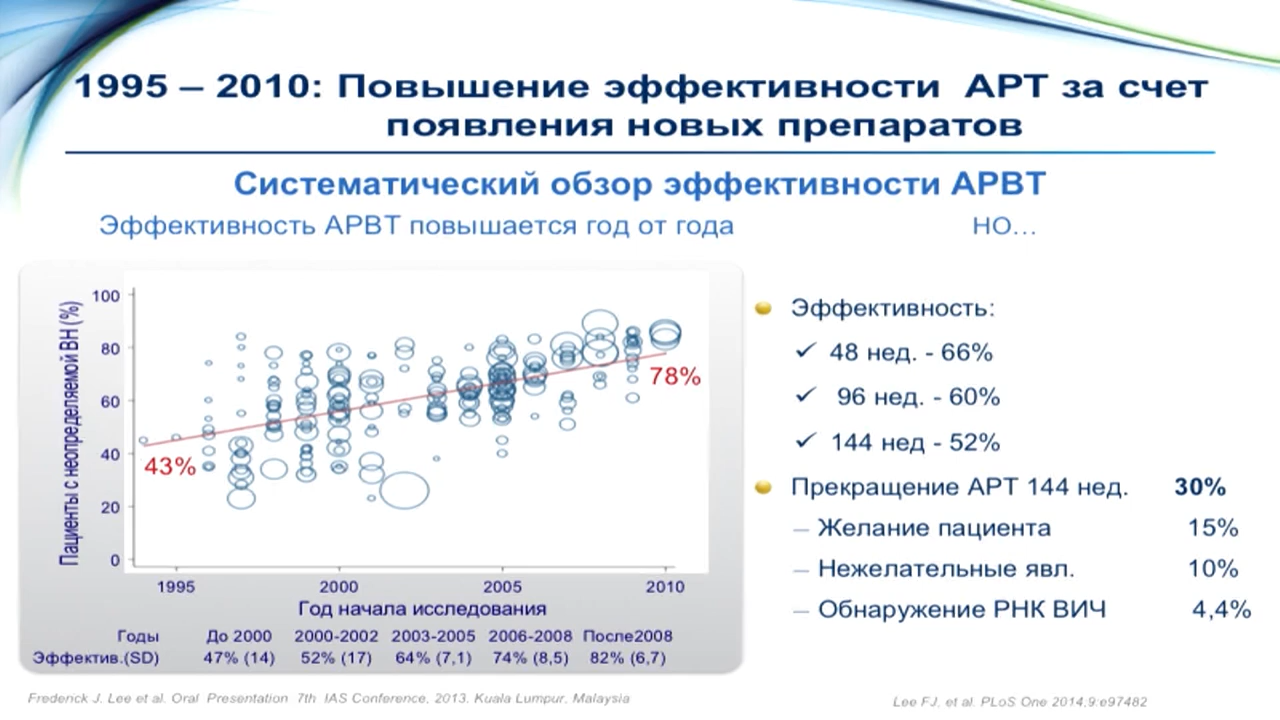 1995 – 2010: Повышение эффективности АРТ за счет
появления новых препаратов
Систематический обзор эффективности АРВТ
Эффективность АРВТ повышается год от года
НО...
Пациенты с неопределяемой ВН (%)
100
80
60
40
20
0
43%
78%
1995 2000 2005 2010
Год начала исследования
Годы До 2000 2000-2002 2003-2005 2006-2008 После2008
Эффектив.(SD) 47% (14) 52% (17) 64% (7,1) 74% (8,5) 82% (6,7)
Эффективность:
✓ 48 нед. - 66%
✓ 96 нед. - 60%
✓ 144 нед - 52%
Прекращение АРТ 144 нед. 30%
– Желание пациента 15%
– Нежелательные явл. 10%
– Обнаружение РНК ВИЧ 4,4%
Frederick J. Lee et al. Oral Presentation 7th IAS Conference, 2013, Kuala Lumpur, Malaysia
Lee FJ, et al. PLoS One 2014;9:e97482